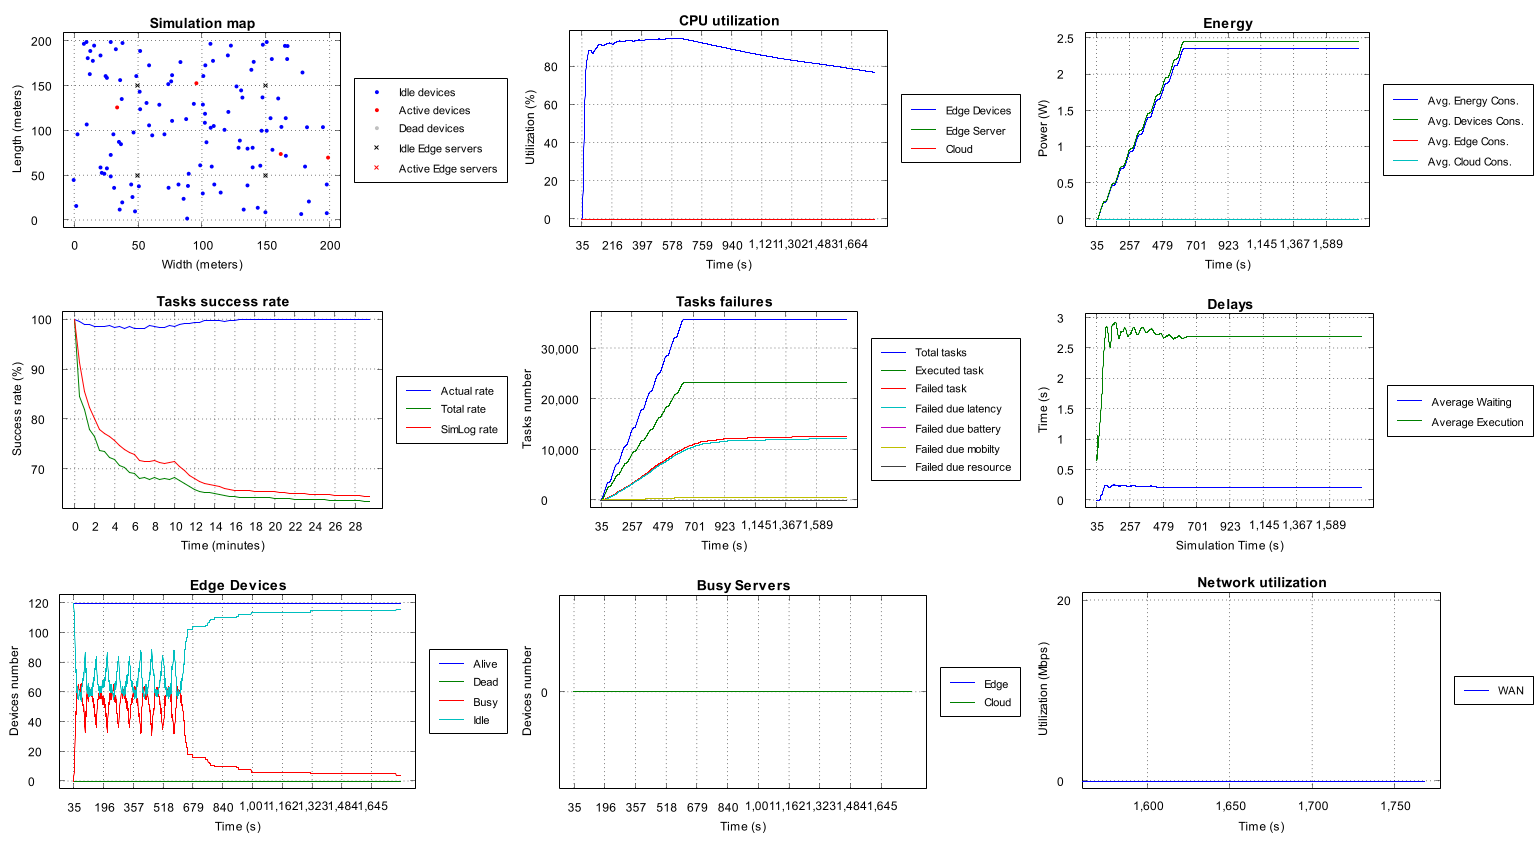 Simulation map
Length (meters)
200
150
100
50
0
0 50 100 150 200
Width (meters)
Idle devices
Active devices
Dead devices
Idle Edge servers
Active Edge servers
CPU utilization
Utilization (%)
80
60
40
20
0
35 216 397 578 759 940 1,121 1,302 1,483 1,664
Time (s)
Edge Devices
Edge Server
Cloud
Energy
Power (W)
2.5
2
1.5
1
0.5
0
35 257 479 701 923 1,145 1,367 1,589
Time (s)
Avg. Energy Cons.
Avg. Devices Cons.
Avg. Edge Cons.
Avg. Cloud Cons.
Tasks success rate
Success rate (%)
100
90
80
70
0 2 4 6 8 10 12 14 16 18 20 22 24 26 28
Time (minutes)
Actual rate
Total rate
SimLog rate
Tasks failures
Tasks number
30,000
20,000
10,000
0
35 257 479 701 923 1,145 1,367 1,589
Time (s)
Total tasks
Executed task
Failed task
Failed due latency
Failed due battery
Failed due mobilty
Failed due resource
Delays
Time (s)
3
2.5
2
1.5
1
0.5
0
35 257 479 701 923 1,145 1,367 1,589
Simulation Time (s)
Average Waiting
Average Execution
Edge Devices
Devices number
120
100
80
60
40
20
0
35 196 357 518 679 840 1,001 1,162 1,323 1,484 1,645
Time (s)
Alive
Dead
Busy
Idle
Busy Servers
Devices number
0
35 196 357 518 679 840 1,001 1,162 1,323 1,484 1,645
Time (s)
Edge
Cloud
Network utilization
Utilization (Mbps)
20
0
1,600 1,650 1,700 1,750
Time (s)
WAN